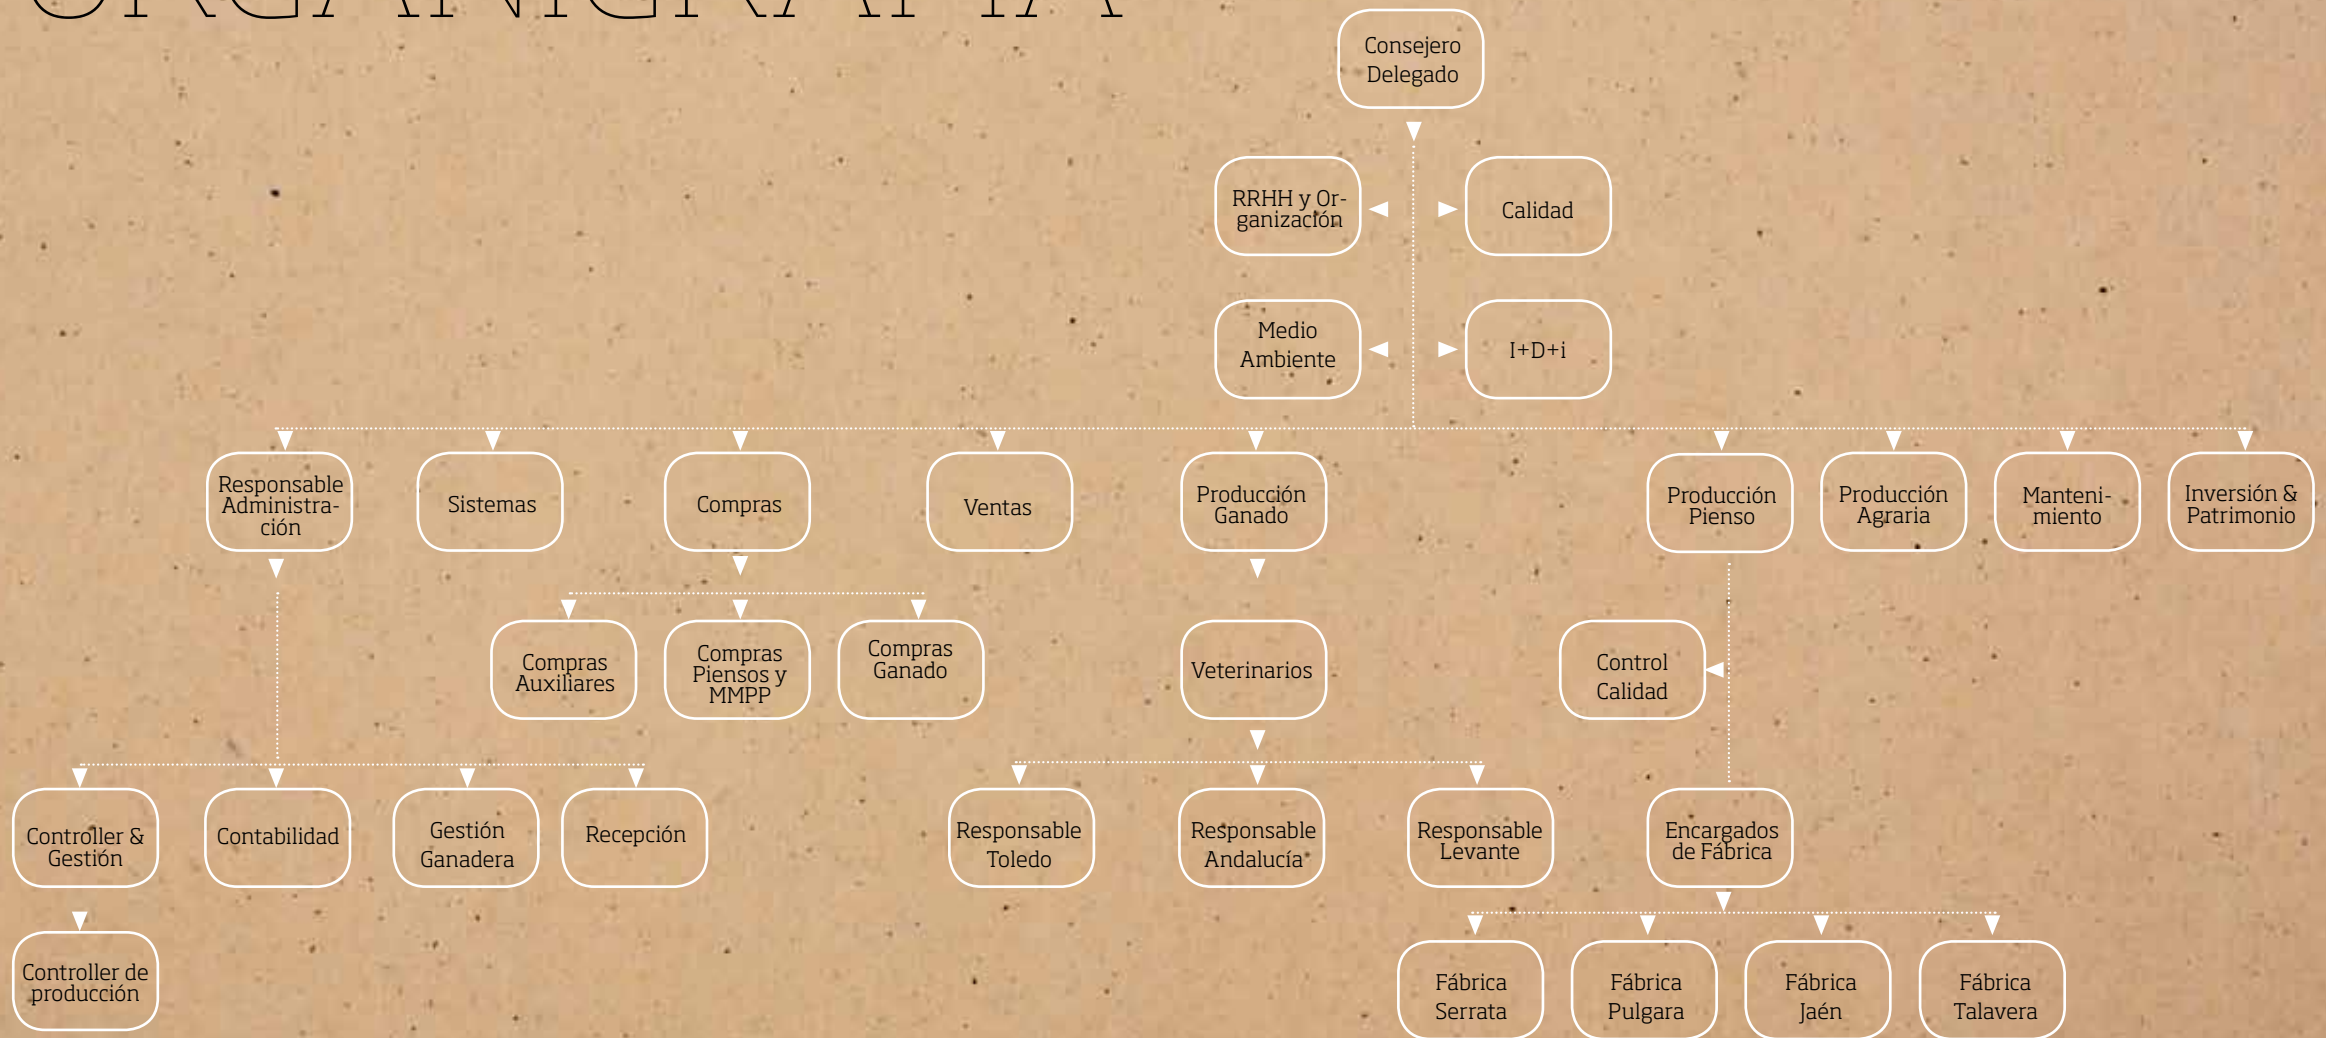 ORGANIGRAMA
Consejero
Delegado
RRHH y Or-
ganización
Calidad
Medio
Ambiente
I+D+i
Responsable
Administra-
ción
Sistemas
Compras
Ventas
Producción
Ganado
Producción
Pienso
Producción
Agraria
Manteni-
miento
Inversión &
Patrimonio
Compras
Auxiliares
Compras
Piensos y
MMPP
Compras
Ganado
Veterinarios
Control
Calidad
Controller &
Gestión
Contabilidad
Gestión
Ganadera
Recepción
Responsable
Toledo
Responsable
Andalucía
Responsable
Levante
Encargados
de Fábrica
Controller de
producción
Fábrica
Serrata
Fábrica
Pulgara
Fábrica
Jaén
Fábrica
Talavera